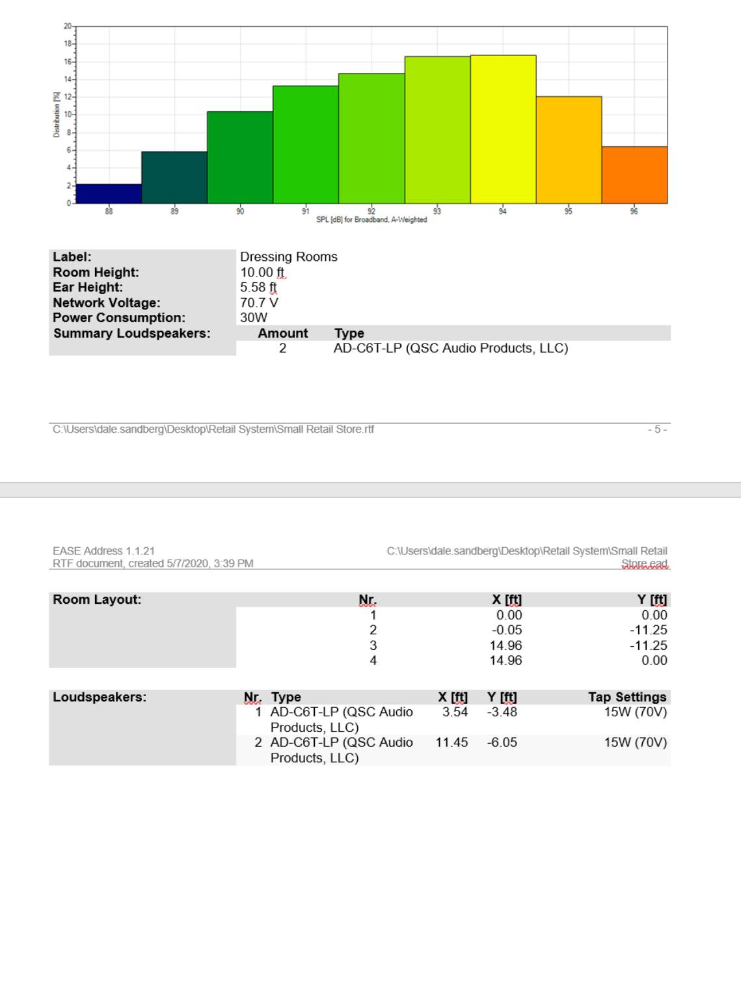 20
18
16
14
12
10
8
6
4
2
0
Distribution [%]
88 89 90 91 92 93 94 95 96
SPL [dB] for Broadband, A-Weighted
Label: Dressing Rooms
Room Height: 10.00 ft
Ear Height: 5.58 ft
Network Voltage: 70.7 V
Power Consumption: 30W
Summary Loudspeakers: Amount Type
2 AD-C6T-LP (QSC Audio Products, LLC)
C:\Users\dale.sandberg\Desktop\Retail System\Small Retail Store.rtf - 5 -
EASE Address 1.1.21 C:\Users\dale.sandberg\Desktop\Retail System\Small Retail
RTF document, created 5/7/2020, 3:39 PM Store.ead
Room Layout: Nr. X [ft] Y [ft]
1 0.00 0.00
2 -0.05 -11.25
3 14.96 -11.25
4 14.96 0.00
Loudspeakers: Nr. Type X [ft] Y [ft] Tap Settings
1 AD-C6T-LP (QSC Audio 3.54 -3.48 15W (70V)
Products, LLC)
2 AD-C6T-LP (QSC Audio 11.45 -6.05 15W (70V)
Products, LLC)